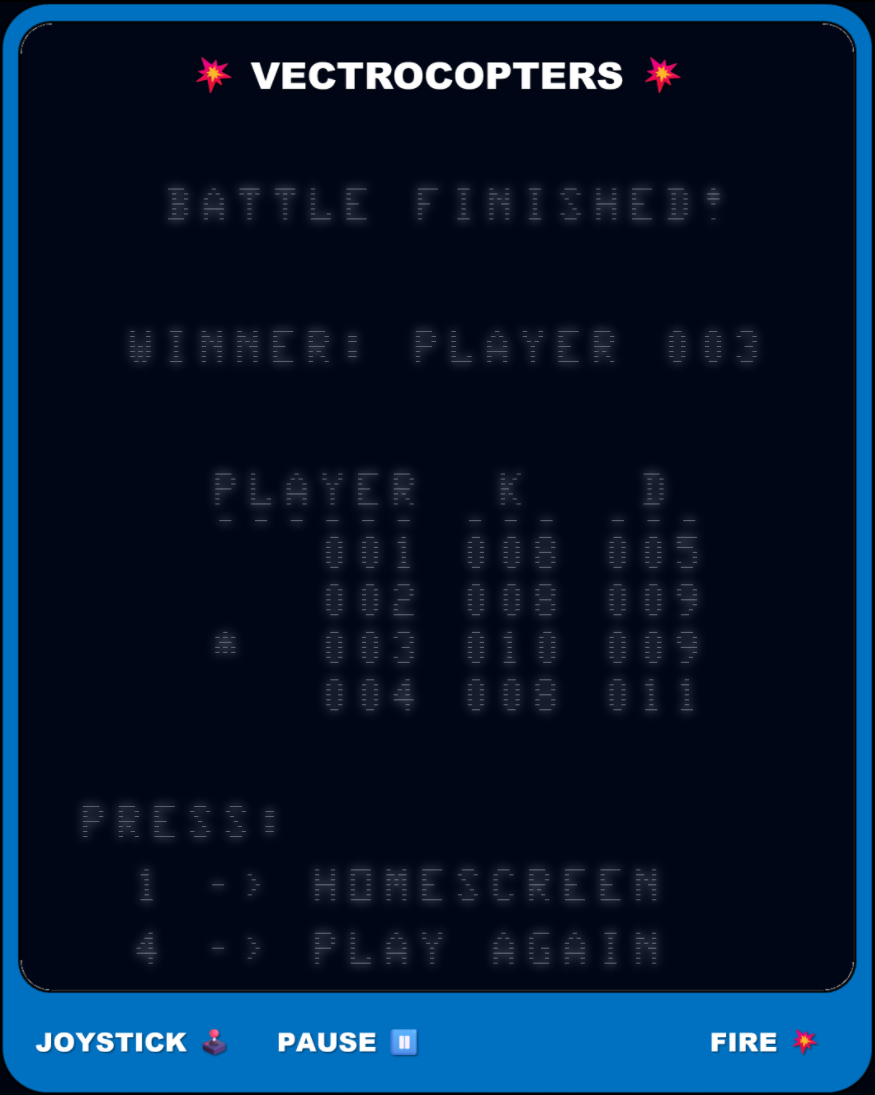 VECTROCOPTERS
BATTLE FINISHED!
WINNER: PLAYER 003
PLAYER K D
------ --- ---
001 008 005
002 008 009
* 003 010 009
004 008 011
PRESS:
1 -> HOMESCREEN
4 -> PLAY AGAIN
JOYSTICK PAUSE FIRE